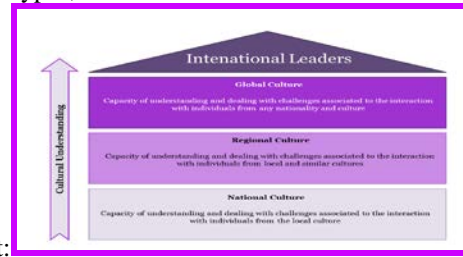 Intenational Leaders
Global Culture
Capacity of understanding and dealing with challenges associated to the interaction
with individuals from any nationality and culture
Regional Culture
Capacity of understanding and dealing with challenges associated to the interaction
with individuals from local and similar cultures
National Culture
Capacity of understanding and dealing with challenges associated to the interaction
with individuals from the local culture
Cultural Understanding